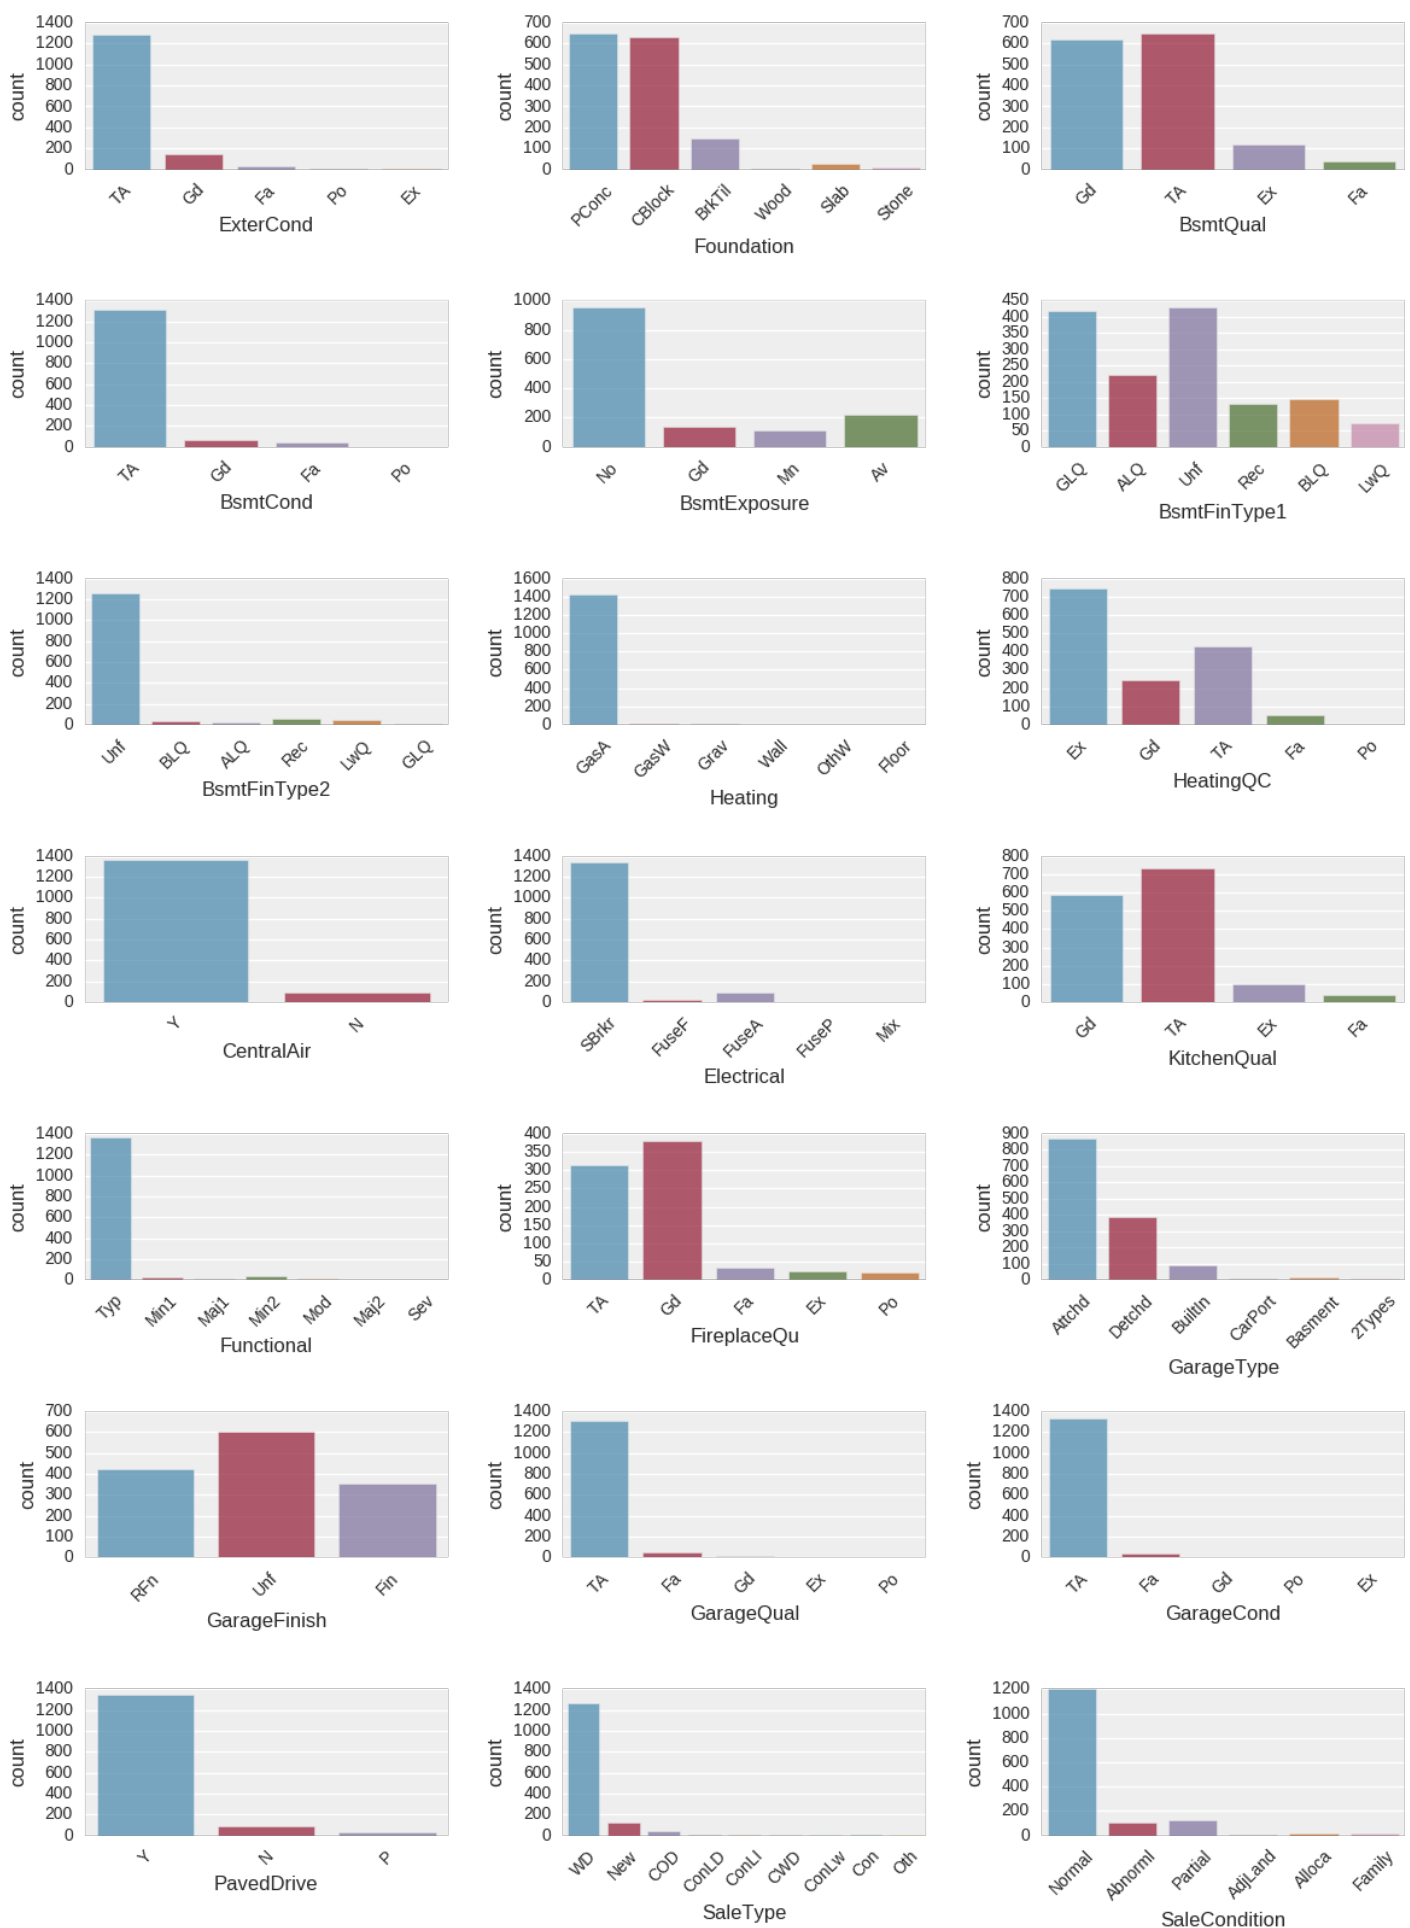 1400
1200
1000
800
600
400
200
0
count
TA
Gd
Fa
Po
Ex
ExterCond
700
600
500
400
300
200
100
0
count
PConc
CBlock
BrkTil
Wood
Slab
Stone
Foundation
700
600
500
400
300
200
100
0
count
Gd
TA
Ex
Fa
BsmtQual
1400
1200
1000
800
600
400
200
0
count
TA
Gd
Fa
Po
BsmtCond
1000
800
600
400
200
0
count
No
Gd
Mn
Av
BsmtExposure
450
400
350
300
250
200
150
100
50
0
count
GLQ
ALQ
Unf
Rec
BLQ
LwQ
BsmtFinType1
1400
1200
1000
800
600
400
200
0
count
Unf
BLQ
ALQ
Rec
LwQ
GLQ
BsmtFinType2
1600
1400
1200
1000
800
600
400
200
0
count
GasA
GasW
Grav
Wall
OthW
Floor
Heating
800
700
600
500
400
300
200
100
0
count
Ex
Gd
TA
Fa
Po
HeatingQC
1400
1200
1000
800
600
400
200
0
count
Y
N
CentralAir
1400
1200
1000
800
600
400
200
0
count
SBrkr
FuseF
FuseA
FuseP
Mix
Electrical
800
700
600
500
400
300
200
100
0
count
Gd
TA
Ex
Fa
KitchenQual
1400
1200
1000
800
600
400
200
0
count
Typ
Min1
Maj1
Min2
Mod
Maj2
Sev
Functional
400
350
300
250
200
150
100
50
0
count
TA
Gd
Fa
Ex
Po
FireplaceQu
900
800
700
600
500
400
300
200
100
0
count
Attchd
Detchd
BuiltIn
CarPort
Basment
2Types
GarageType
700
600
500
400
300
200
100
0
count
RFn
Unf
Fin
GarageFinish
1400
1200
1000
800
600
400
200
0
count
TA
Fa
Gd
Ex
Po
GarageQual
1400
1200
1000
800
600
400
200
0
count
TA
Fa
Gd
Po
Ex
GarageCond
1400
1200
1000
800
600
400
200
0
count
Y
N
P
PavedDrive
1400
1200
1000
800
600
400
200
0
count
WD
New
COD
ConLD
ConLI
CWD
ConLw
Con
Oth
SaleType
1200
1000
800
600
400
200
0
count
Normal
Abnorml
Partial
AdjLand
Alloca
Family
SaleCondition